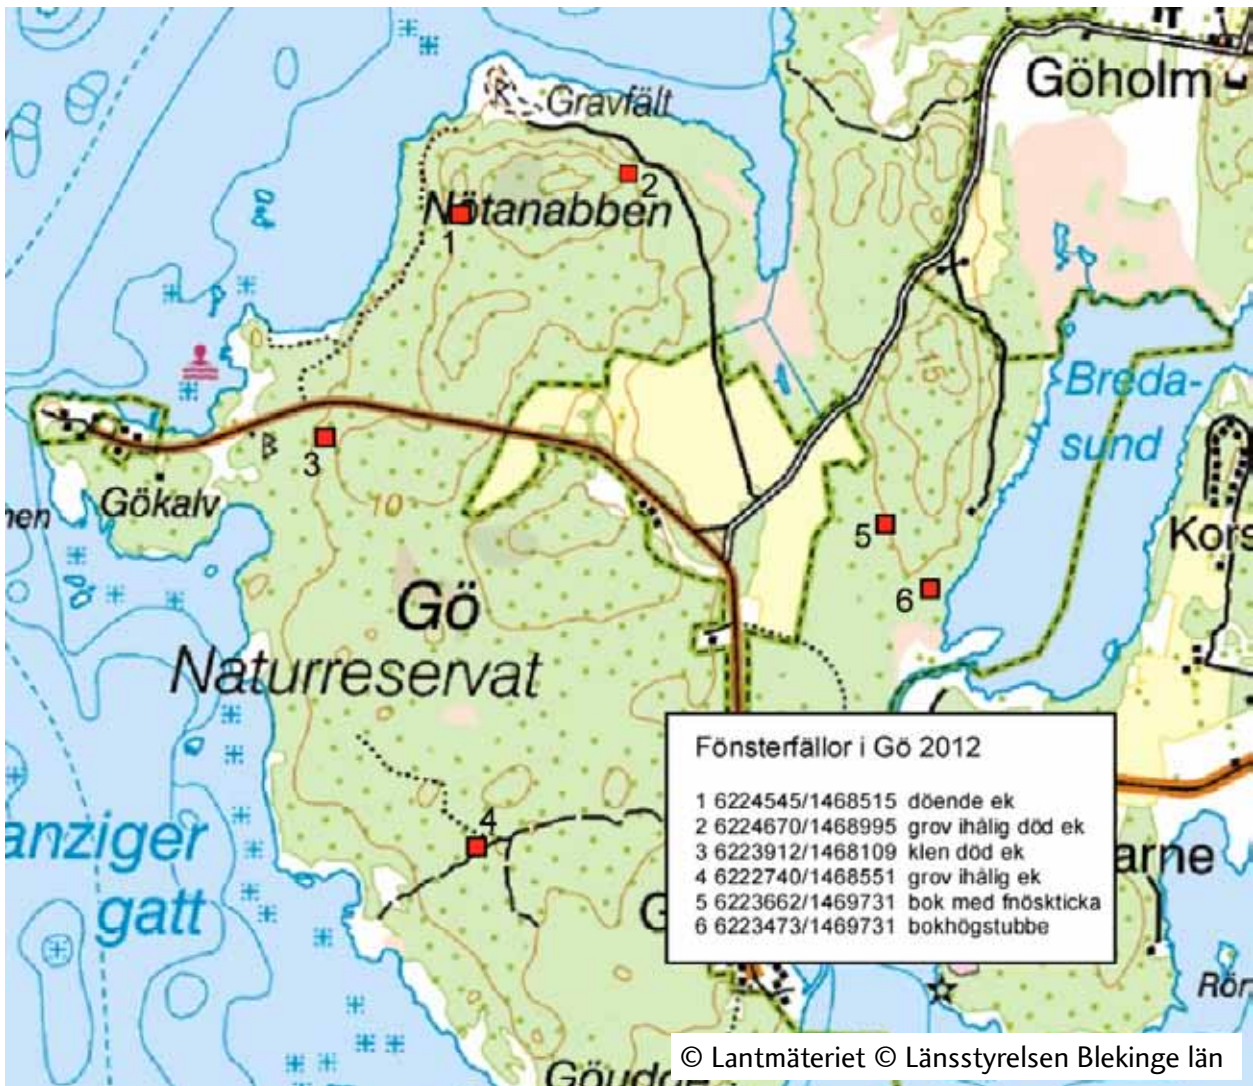 Göholm
Gravfält
R
2
Nötanabben
1
15
Breda-
sund
3
10
Gökalv
5
6
Gö
Naturreservat
4
Fönsterfällor i Gö 2012
1 6224545/1468515 döende ek
2 6224670/1468995 grov ihålig död ek
3 6223912/1468109 klen död ek
4 6222740/1468551 grov ihålig ek
5 6223662/1469731 bok med fnöskticka
6 6223473/1469731 bokhögstubbe
gatt
© Lantmäteriet © Länsstyrelsen Blekinge län